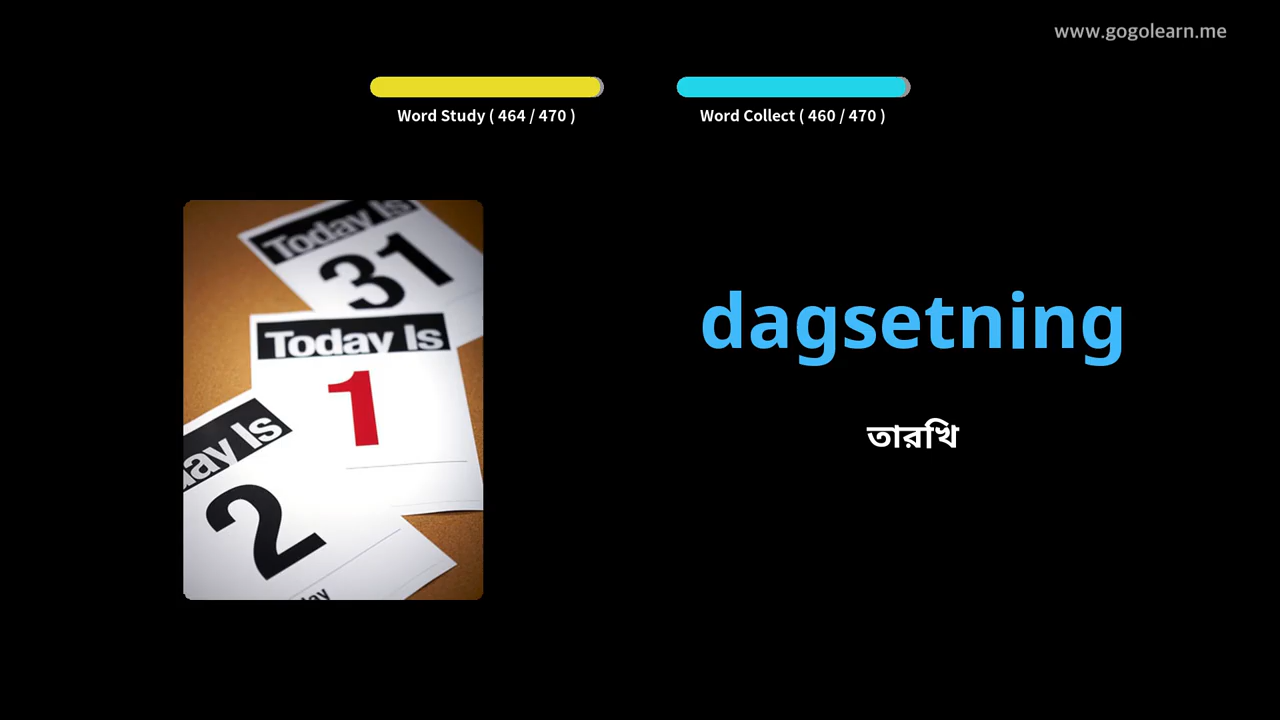 www.gogolearn.me
Word Study ( 464 / 470 )
Word Collect ( 460 / 470 )
Today Is
31
Today Is
1
ay Is
2
dagsetning
তারখি